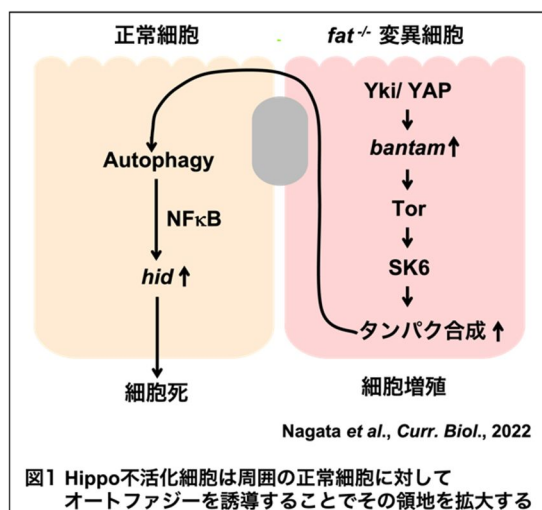 正常細胞
fat -/- 変異細胞
Yki/ YAP
bantam↑
Tor
SK6
タンパク合成↑
Autophagy
NFκB
hid↑
細胞死
細胞増殖
Nagata et al., Curr. Biol., 2022
図1 Hippo不活化細胞は周囲の正常細胞に対して
オートファジーを誘導することでその領地を拡大する